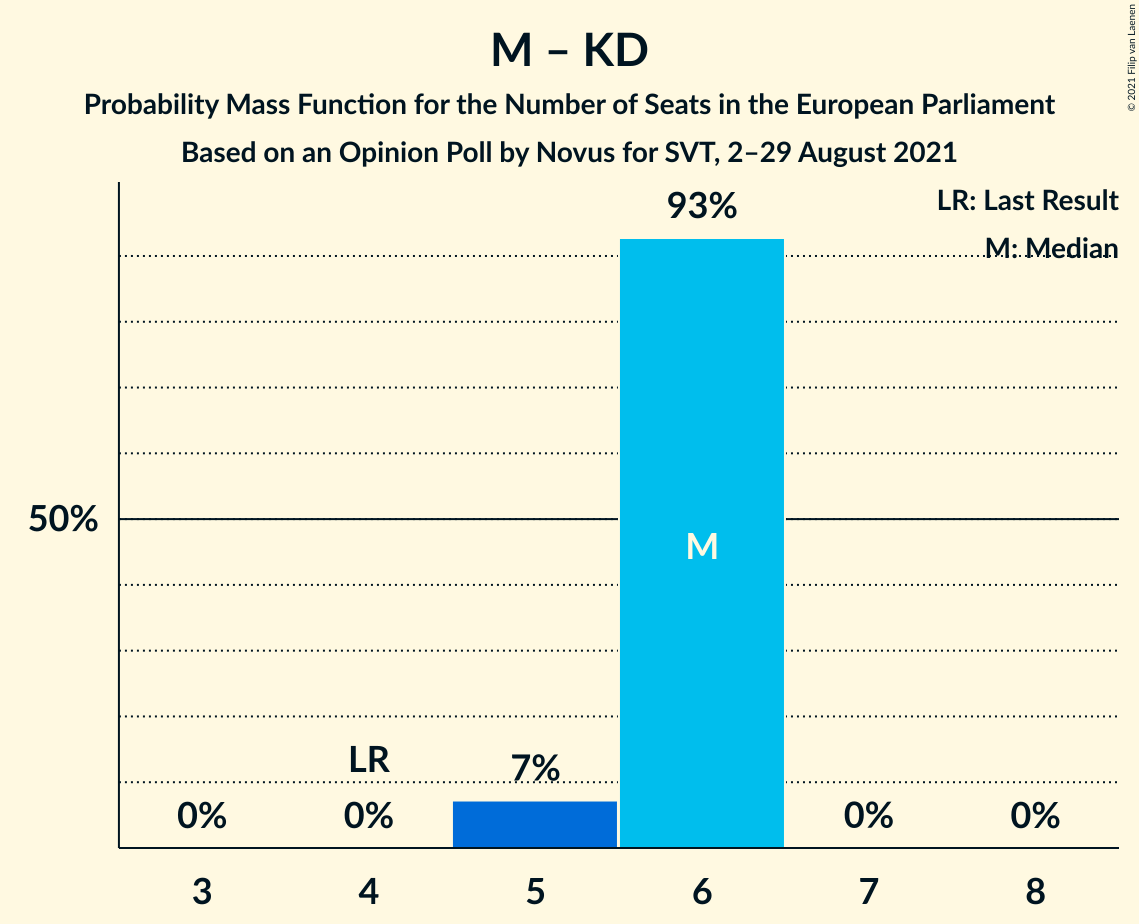 M – KD
Probability Mass Function for the Number of Seats in the European Parliament
Based on an Opinion Poll by Novus for SVT, 2–29 August 2021
© 2021 Filip van Laenen
LR: Last Result
M: Median
93%
50%
M
LR
7%
0%
0%
0%
0%
3
4
5
6
7
8